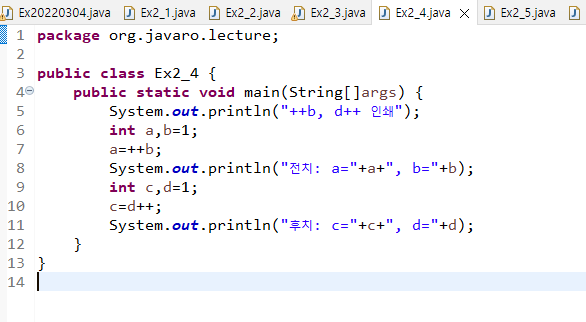 Ex20220304.java Ex2_1.java Ex2_2.java Ex2_3.java Ex2_4.java Ex2_5.java
1 package org.javaro.lecture;
2
3 public class Ex2_4 {
4 public static void main(String[]args) {
5 System.out.println("++b, d++ 인쇄");
6 int a,b=1;
7 a=++b;
8 System.out.println("전치: a="+a+", b="+b);
9 int c,d=1;
10 c=d++;
11 System.out.println("후치: c="+c+", d="+d);
12 }
13 }
14